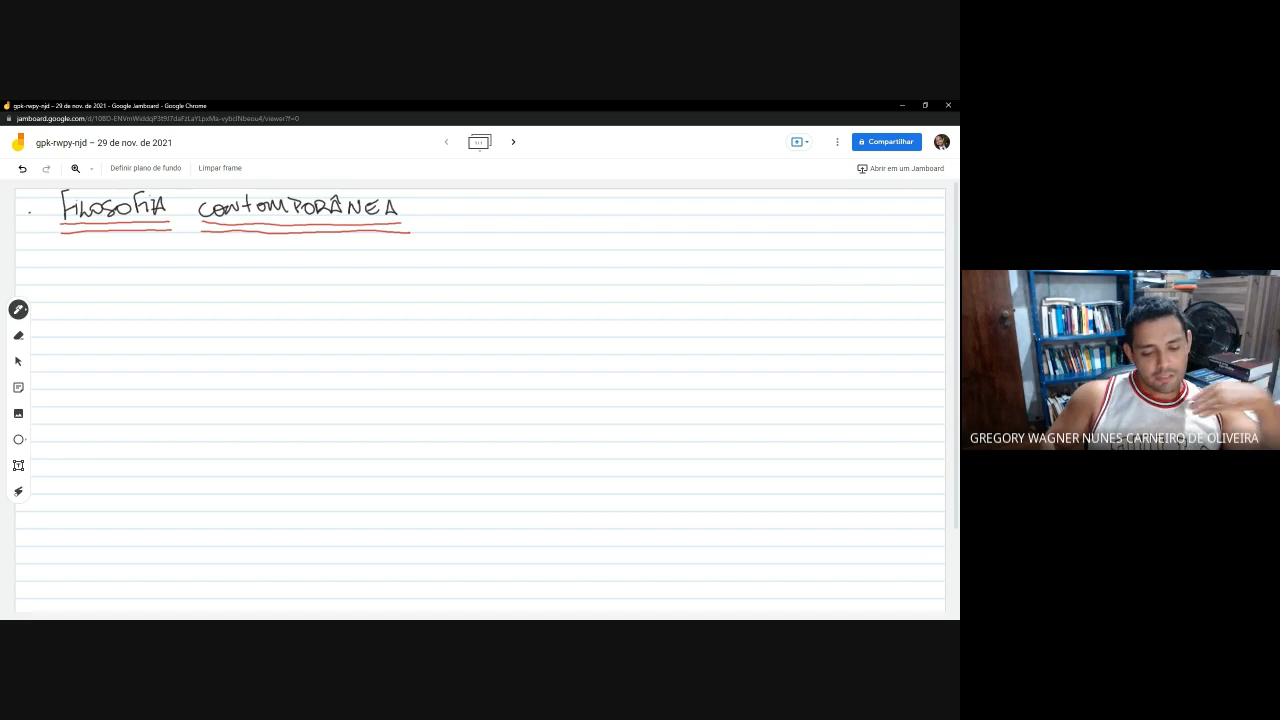 gpk-rwpy-njd – 29 de nov. de 2021 - Google Jamboard - Google Chrome
gpk-rwpy-njd – 29 de nov. de 2021
Compartilhar
Definir plano de fundo
Limpar frame
Abrir em um Jamboard
FILOSOFIA CONTOMPORÂNEA
GREGORY WAGNER NUNES CARNEIRO DE OLIVEIRA